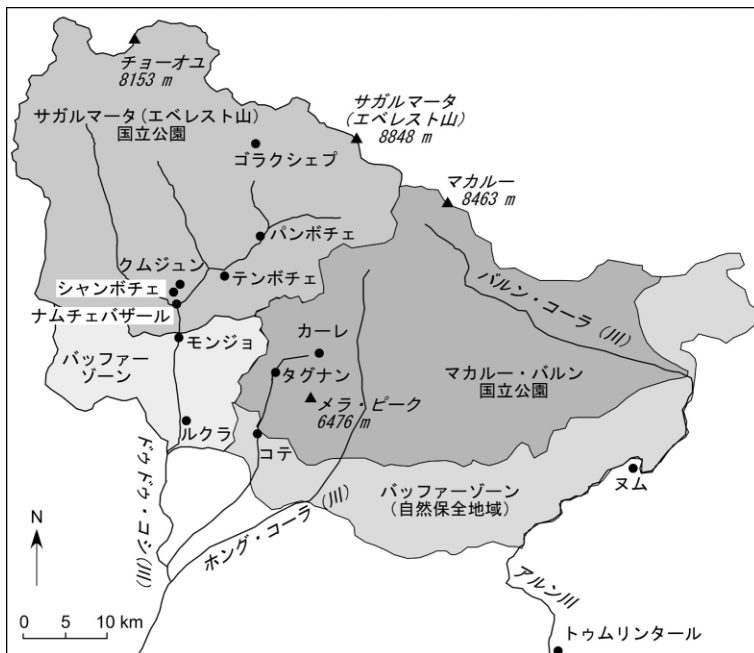 チョーオユ
8153 m
サガルマータ(エベレスト山)
国立公園
サガルマータ
(エベレスト山)
8848 m
ゴラクシェプ
マカルー
8463 m
パンボチェ
クムジュン
テンボチェ
シャンボチェ
ナムチェバザール
バルン・コーラ(川)
モンジョ
カーレ
バッファー
ゾーン
タグナン
マカルー・バルン
国立公園
メラ・ピーク
6476 m
ルクラ
コテ
ドゥドゥ・コシ(川)
ホング・コーラ(川)
バッファーゾーン
(自然保全地域)
ヌム
N
アルン川
0 5 10 km
トゥムリンタール